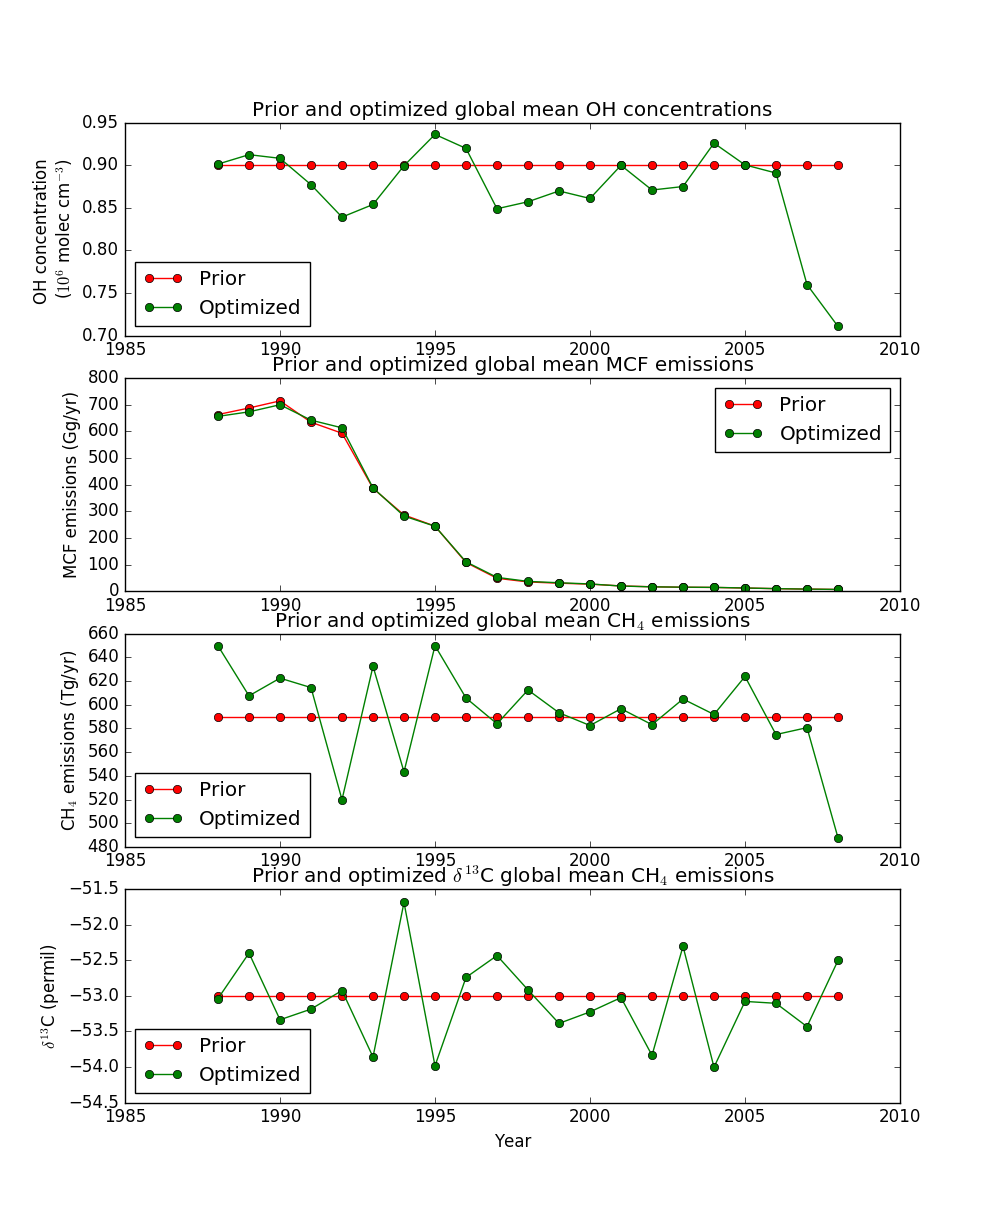 Prior and optimized global mean OH concentrations
OH concentration
(10⁶ molec cm⁻³)
0.95
0.90
0.85
0.80
0.75
0.70
Prior
Optimized
1985 1990 1995 2000 2005 2010
Prior and optimized global mean MCF emissions
MCF emissions (Gg/yr)
800
700
600
500
400
300
200
100
0
Prior
Optimized
1985 1990 1995 2000 2005 2010
Prior and optimized global mean CH₄ emissions
CH₄ emissions (Tg/yr)
660
640
620
600
580
560
540
520
500
480
Prior
Optimized
1985 1990 1995 2000 2005 2010
Prior and optimized δ¹³C global mean CH₄ emissions
δ¹³C (permil)
−51.5
−52.0
−52.5
−53.0
−53.5
−54.0
−54.5
Prior
Optimized
1985 1990 1995 2000 2005 2010
Year